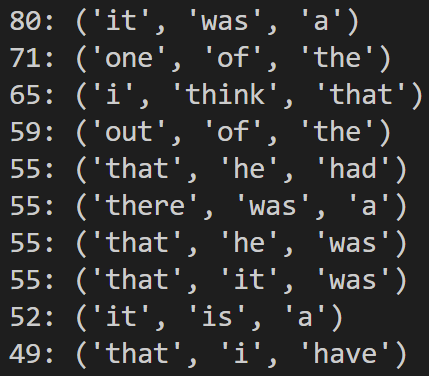 80: ('it', 'was', 'a')
71: ('one', 'of', 'the')
65: ('i', 'think', 'that')
59: ('out', 'of', 'the')
55: ('that', 'he', 'had')
55: ('there', 'was', 'a')
55: ('that', 'he', 'was')
55: ('that', 'it', 'was')
52: ('it', 'is', 'a')
49: ('that', 'i', 'have')